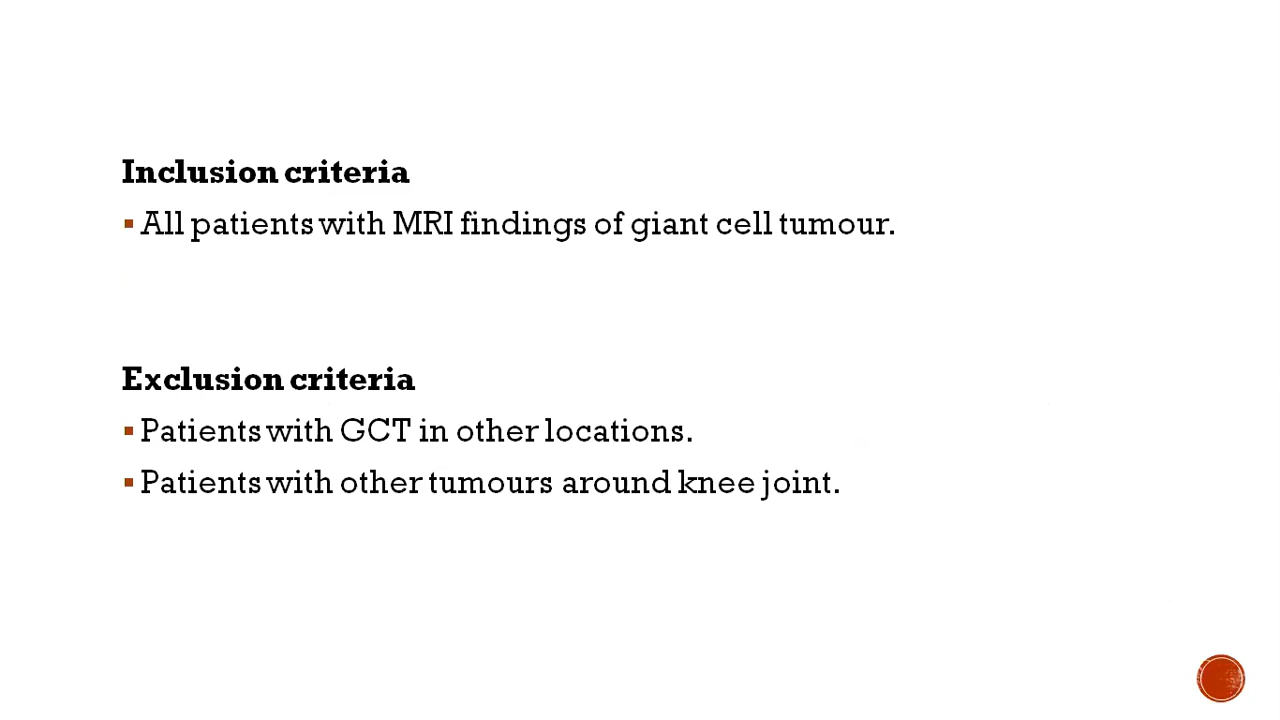 Inclusion criteria
▪ All patients with MRI findings of giant cell tumour.
Exclusion criteria
▪ Patients with GCT in other locations.
▪ Patients with other tumours around knee joint.